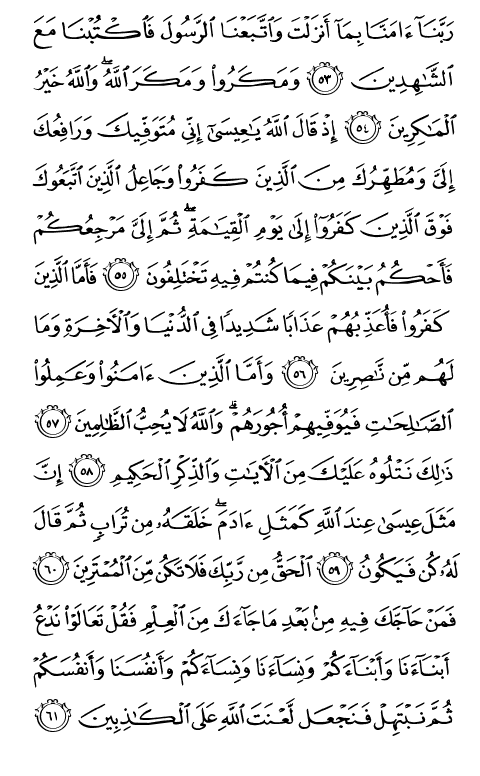 رَبَّنَآ ءَامَنَّا بِمَآ أَنزَلْتَ وَٱتَّبَعْنَا ٱلرَّسُولَ فَٱكْتُبْنَا مَعَ
ٱلشَّـٰهِدِينَ ٥٣ وَمَكَرُوا۟ وَمَكَرَ ٱللَّهُ ۖ وَٱللَّهُ خَيْرُ
ٱلْمَـٰكِرِينَ ٥٤ إِذْ قَالَ ٱللَّهُ يَـٰعِيسَىٰٓ إِنِّى مُتَوَفِّيكَ وَرَافِعُكَ
إِلَىَّ وَمُطَهِّرُكَ مِنَ ٱلَّذِينَ كَفَرُوا۟ وَجَاعِلُ ٱلَّذِينَ ٱتَّبَعُوكَ
فَوْقَ ٱلَّذِينَ كَفَرُوٓا۟ إِلَىٰ يَوْمِ ٱلْقِيَـٰمَةِ ۖ ثُمَّ إِلَىَّ مَرْجِعُكُمْ
فَأَحْكُمُ بَيْنَكُمْ فِيمَا كُنتُمْ فِيهِ تَخْتَلِفُونَ ٥٥ فَأَمَّا ٱلَّذِينَ
كَفَرُوا۟ فَأُعَذِّبُهُمْ عَذَابًا شَدِيدًا فِى ٱلدُّنْيَا وَٱلْـَٔاخِرَةِ وَمَا
لَهُم مِّن نَّـٰصِرِينَ ٥٦ وَأَمَّا ٱلَّذِينَ ءَامَنُوا۟ وَعَمِلُوا۟
ٱلصَّـٰلِحَـٰتِ فَيُوَفِّيهِمْ أُجُورَهُمْ ۗ وَٱللَّهُ لَا يُحِبُّ ٱلظَّـٰلِمِينَ ٥٧
ذَٰلِكَ نَتْلُوهُ عَلَيْكَ مِنَ ٱلْـَٔايَـٰتِ وَٱلذِّكْرِ ٱلْحَكِيمِ ٥٨ إِنَّ
مَثَلَ عِيسَىٰ عِندَ ٱللَّهِ كَمَثَلِ ءَادَمَ ۖ خَلَقَهُۥ مِن تُرَابٍ ثُمَّ قَالَ
لَهُۥ كُن فَيَكُونُ ٥٩ ٱلْحَقُّ مِن رَّبِّكَ فَلَا تَكُن مِّنَ ٱلْمُمْتَرِينَ ٦٠
فَمَنْ حَآجَّكَ فِيهِ مِنۢ بَعْدِ مَا جَآءَكَ مِنَ ٱلْعِلْمِ فَقُلْ تَعَالَوْا۟ نَدْعُ
أَبْنَآءَنَا وَأَبْنَآءَكُمْ وَنِسَآءَنَا وَنِسَآءَكُمْ وَأَنفُسَنَا وَأَنفُسَكُمْ
ثُمَّ نَبْتَهِلْ فَنَجْعَل لَّعْنَتَ ٱللَّهِ عَلَى ٱلْكَـٰذِبِينَ ٦١